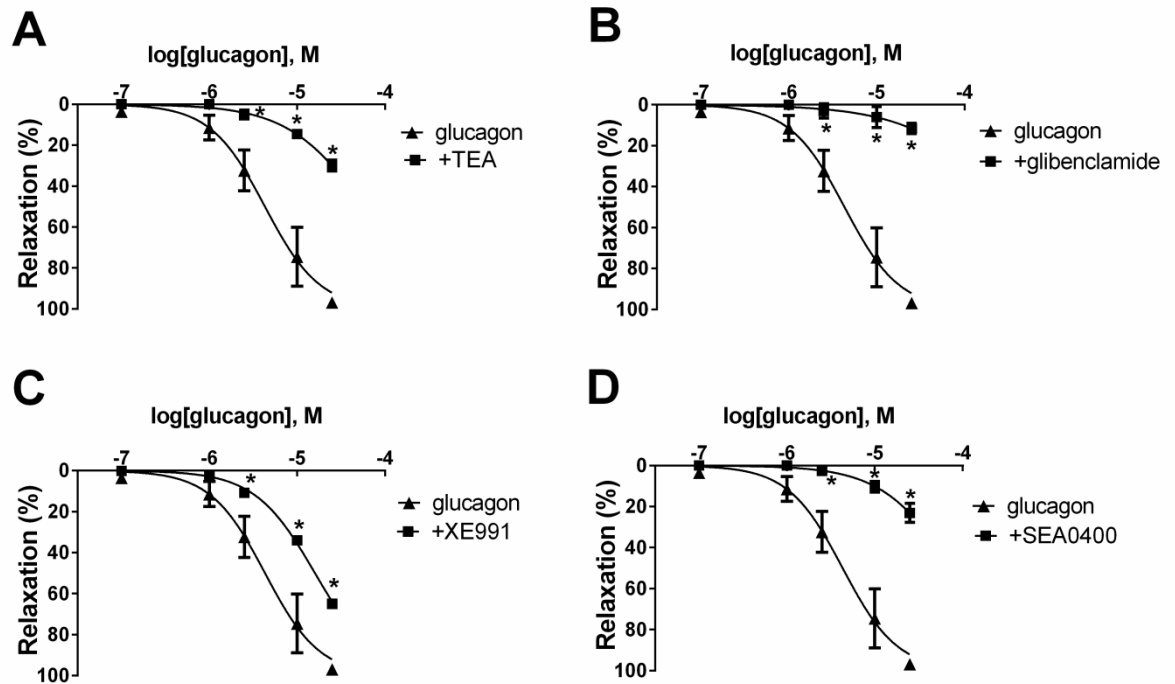 A
log[glucagon], M
-7 -6 -5 -4
0
20
40
60
80
100
Relaxation (%)
* * *
glucagon
+TEA
B
log[glucagon], M
-7 -6 -5 -4
0
20
40
60
80
100
Relaxation (%)
* * *
glucagon
+glibenclamide
C
log[glucagon], M
-7 -6 -5 -4
0
20
40
60
80
100
Relaxation (%)
* * *
glucagon
+XE991
D
log[glucagon], M
-7 -6 -5 -4
0
20
40
60
80
100
Relaxation (%)
* * *
glucagon
+SEA0400